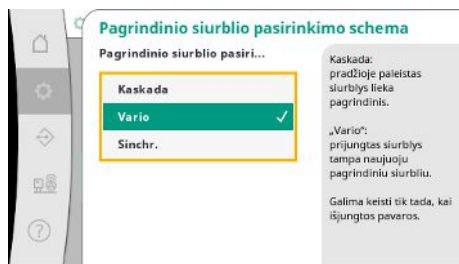 Pagrindinio siurblio pasirinkimo schema
Pagrindinio siurblio pasiri...
Kaskada
Vario
Sinchr.
Kaskada:
pradžioje paleistas
siurblys lieka
pagrindinis.
„Vario“:
prijungtas siurblys
tampa naujuoju
pagrindiniu siurbliu.
Galima keisti tik tada, kai
išjungtos pavaros.